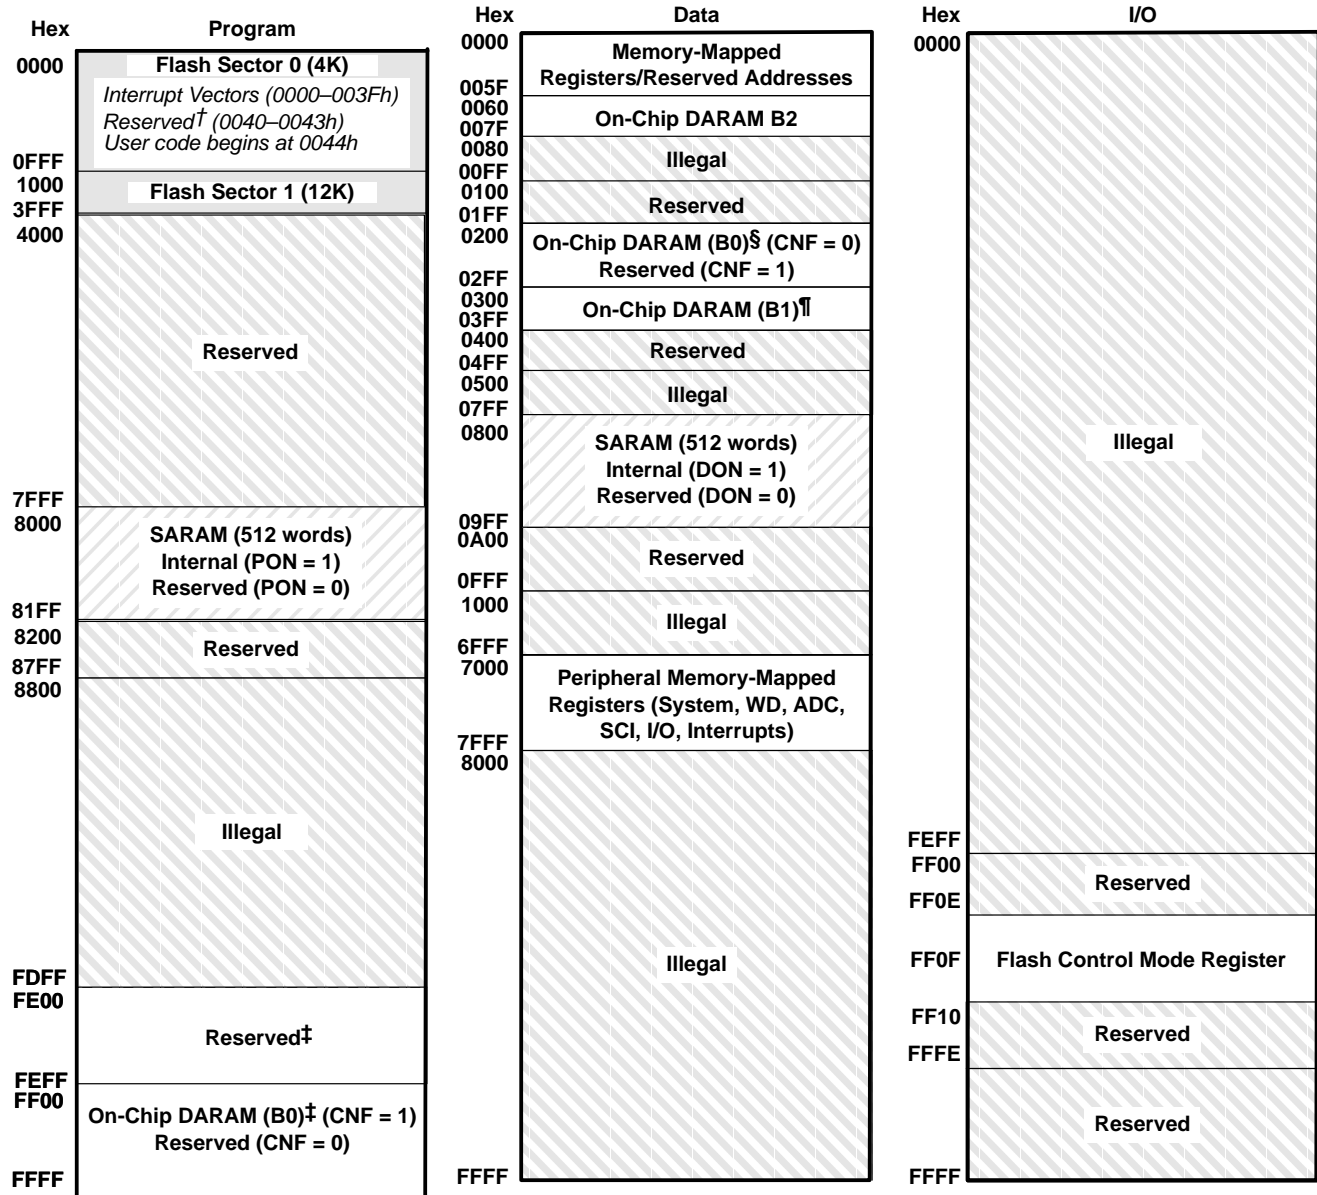 Hex Program
0000
Flash Sector 0 (4K)
Interrupt Vectors (0000–003Fh)
Reserved† (0040–0043h)
User code begins at 0044h
0FFF
1000
Flash Sector 1 (12K)
3FFF
4000
Reserved
7FFF
8000
SARAM (512 words)
Internal (PON = 1)
Reserved (PON = 0)
81FF
8200
Reserved
87FF
8800
Illegal
FDFF
FE00
Reserved‡
FEFF
FF00
On-Chip DARAM (B0)‡ (CNF = 1)
Reserved (CNF = 0)
FFFF
Hex Data
0000
Memory-Mapped
Registers/Reserved Addresses
005F
0060
On-Chip DARAM B2
007F
0080
Illegal
00FF
0100
Reserved
01FF
0200
On-Chip DARAM (B0)§ (CNF = 0)
Reserved (CNF = 1)
02FF
0300
On-Chip DARAM (B1)¶
03FF
0400
Reserved
04FF
0500
Illegal
07FF
0800
SARAM (512 words)
Internal (DON = 1)
Reserved (DON = 0)
09FF
0A00
Reserved
0FFF
1000
Illegal
6FFF
7000
Peripheral Memory-Mapped
Registers (System, WD, ADC,
SCI, I/O, Interrupts)
7FFF
8000
Illegal
FFFF
Hex I/O
0000
Illegal
FEFF
FF00
Reserved
FF0E
FF0F
Flash Control Mode Register
FF10
Reserved
FFFE
Reserved
FFFF